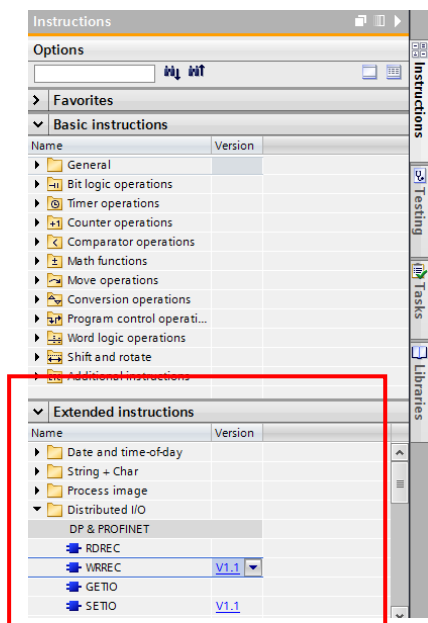 Instructions
Options
Favorites
Basic instructions
Name Version
General
Bit logic operations
Timer operations
Counter operations
Comparator operations
Math functions
Move operations
Conversion operations
Program control operati...
Word logic operations
Shift and rotate
Additional instructions
Extended instructions
Name Version
Date and time-of-day
String + Char
Process image
Distributed I/O
DP & PROFINET
RDREC
WRREC V1.1
GETIO
SETIO V1.1
Instructions
Testing
Tasks
Libraries